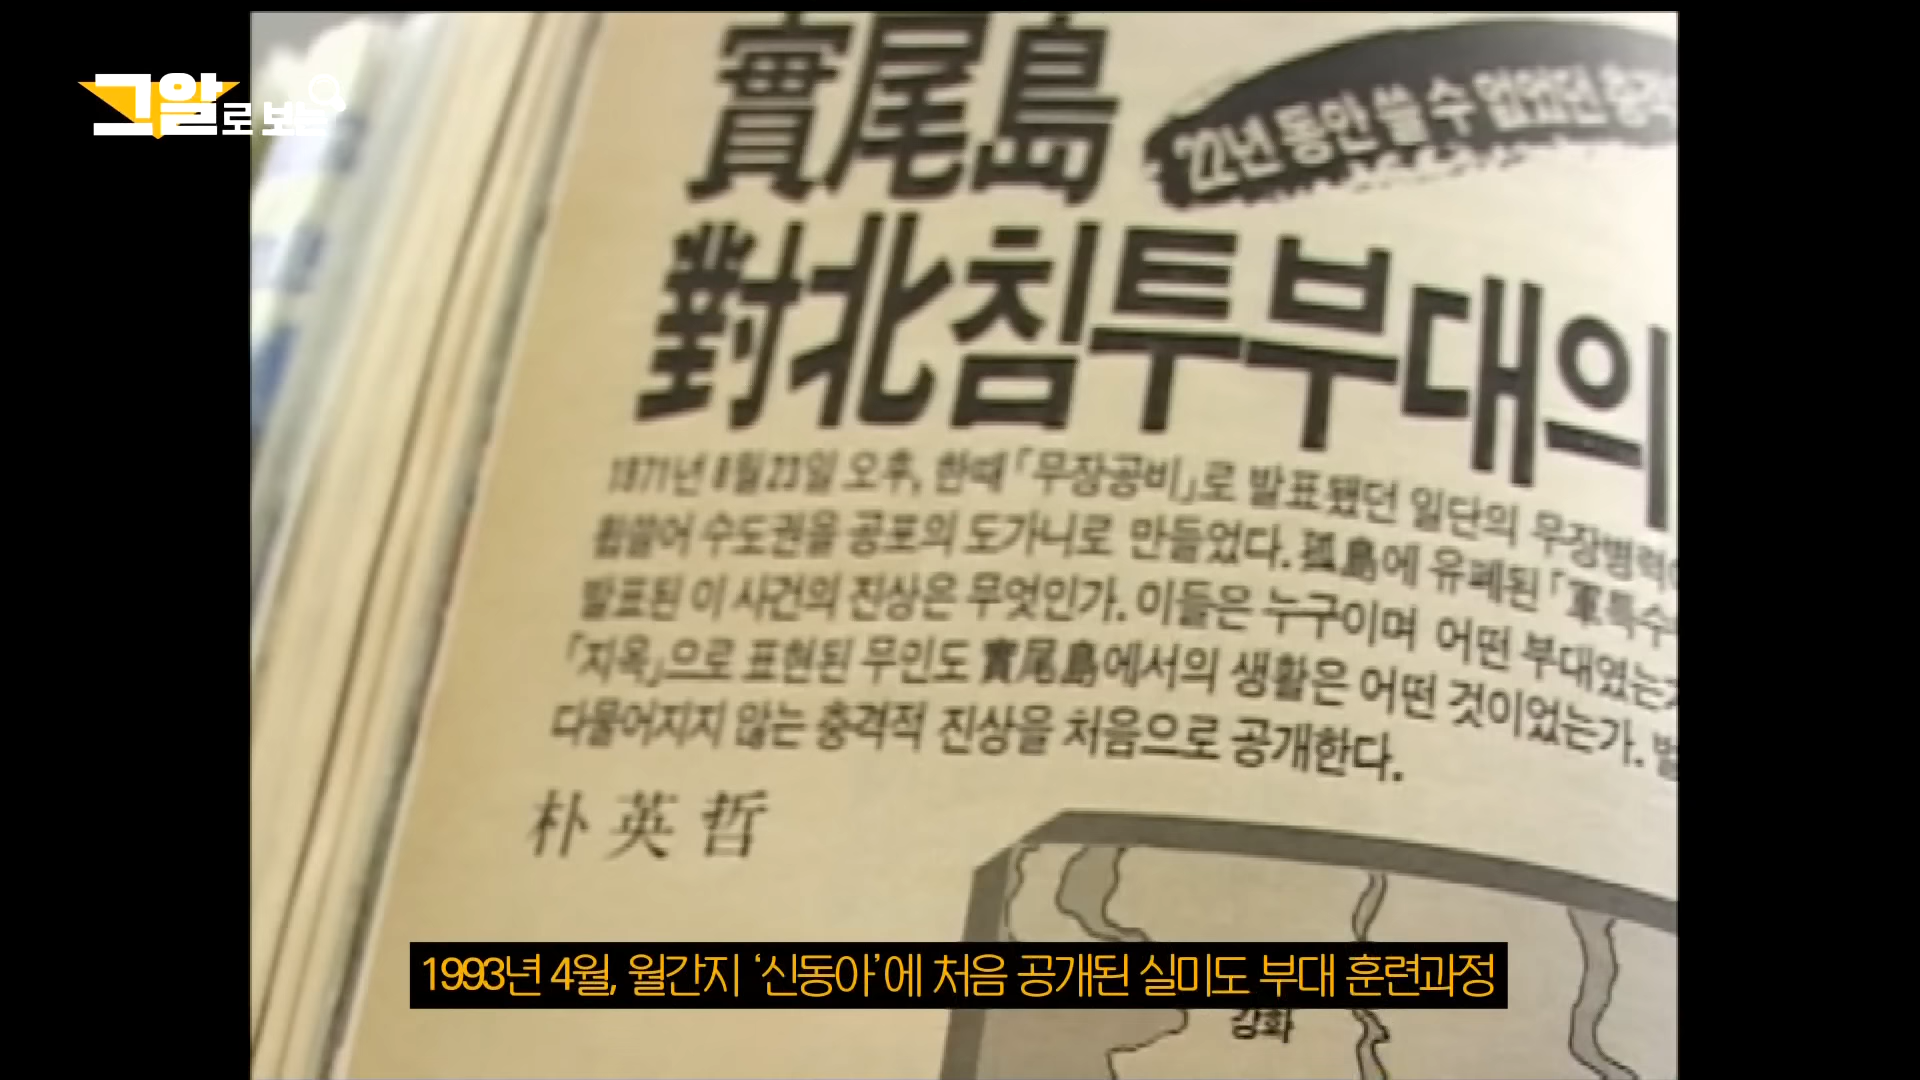 그알로 보는
實尾島
22년 동안 쓸 수 없었던 충격
對北침투부대의
1971년 8월23일 오후, 한때 「무장공비」로 발표됐던 일단의 무장병력
휩쓸어 수도권을 공포의 도가니로 만들었다. 孤島에 유폐된 「軍특수
발표된 이 사건의 진상은 무엇인가. 이들은 누구이며 어떤 부대였는가
「지옥」으로 표현된 무인도 實尾島에서의 생활은 어떤 것이었는가. 벌
다물어지지 않는 충격적 진상을 처음으로 공개한다.
朴英哲
1993년 4월, 월간지 ‘신동아’에 처음 공개된 실미도 부대 훈련과정
강화